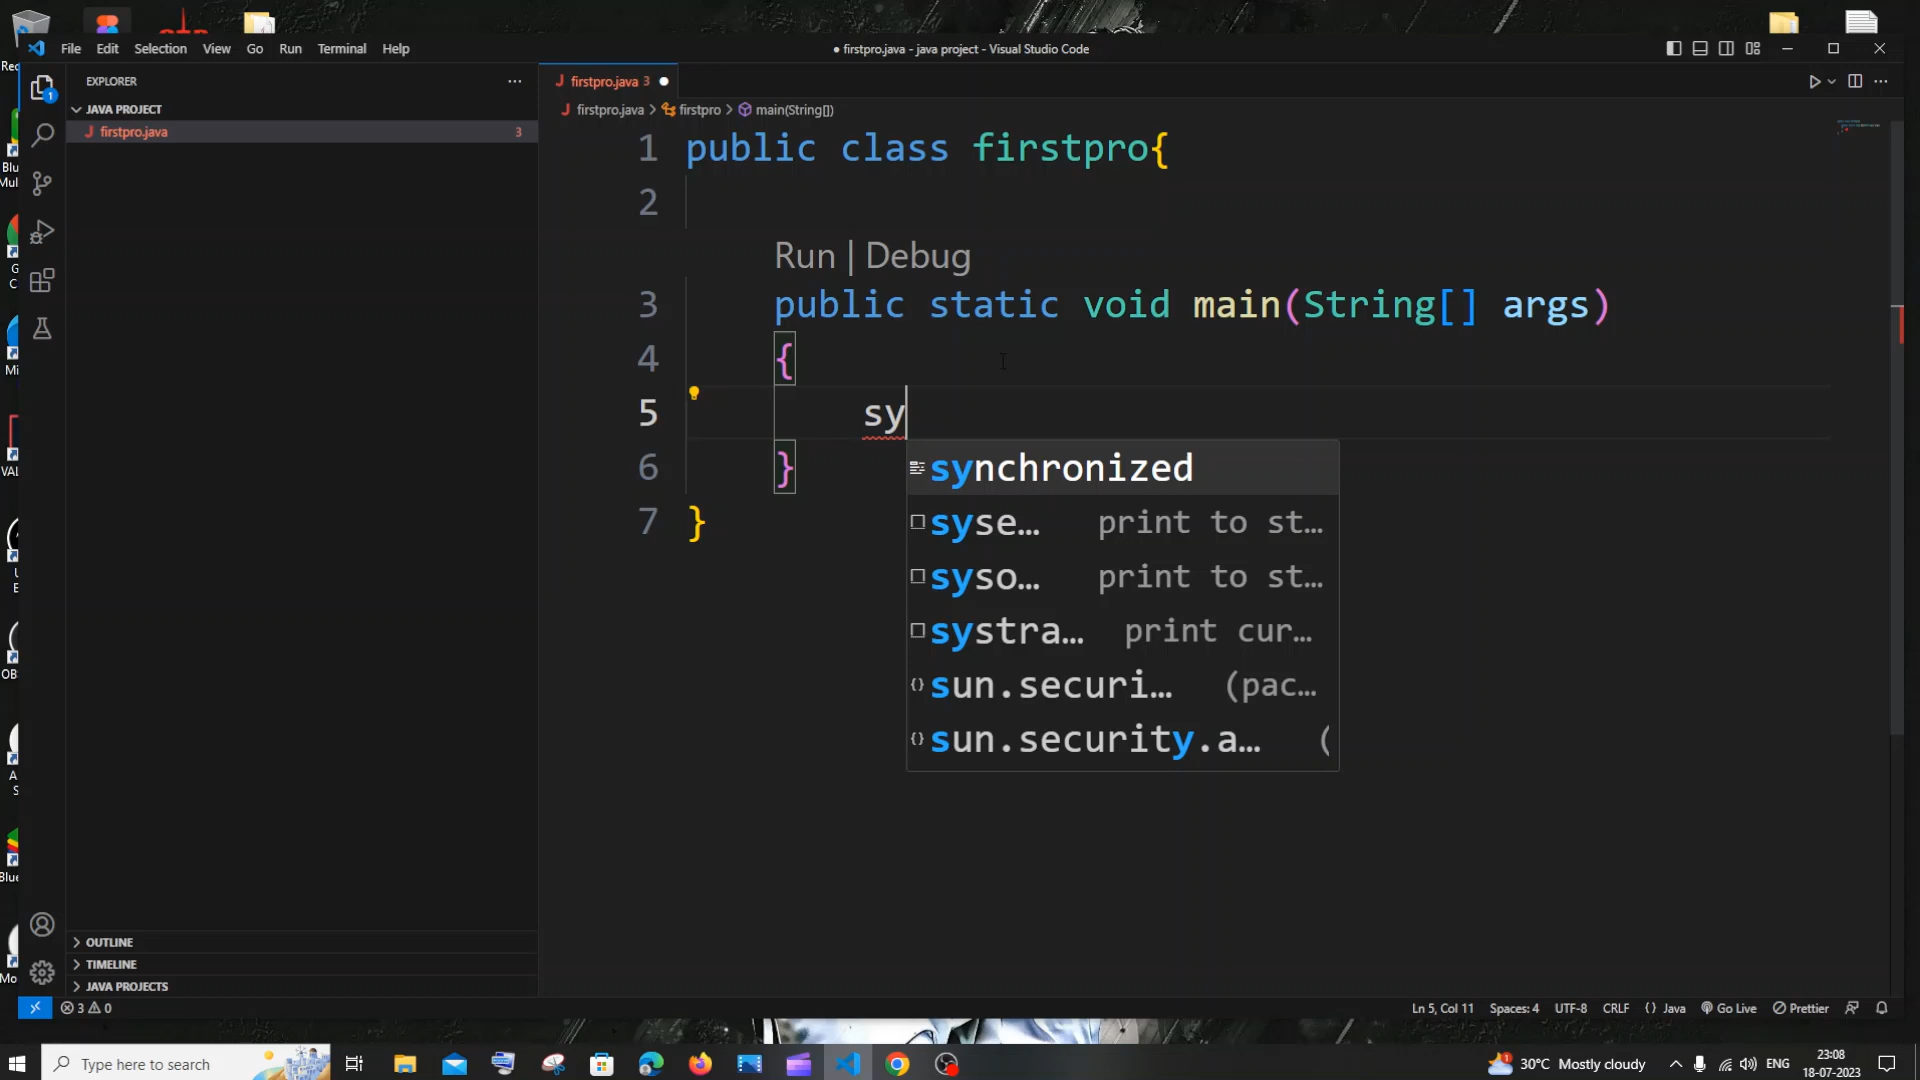 File Edit Selection View Go Run Terminal Help
● firstpro.java - java project - Visual Studio Code
EXPLORER
JAVA PROJECT
firstpro.java 3
1
firstpro.java 3
firstpro.java > firstpro > main(String[])
1 public class firstpro{
2
Run | Debug
3 public static void main(String[] args)
4 {
5 sy
6 }
7 }
synchronized
syse… print to st…
syso… print to st…
systra… print cur…
sun.securi… (pac…
sun.security.a… (
OUTLINE
TIMELINE
JAVA PROJECTS
3 0
Ln 5, Col 11 Spaces: 4 UTF-8 CRLF {} Java Go Live Prettier
Type here to search
30°C Mostly cloudy
ENG
23:08
18-07-2023